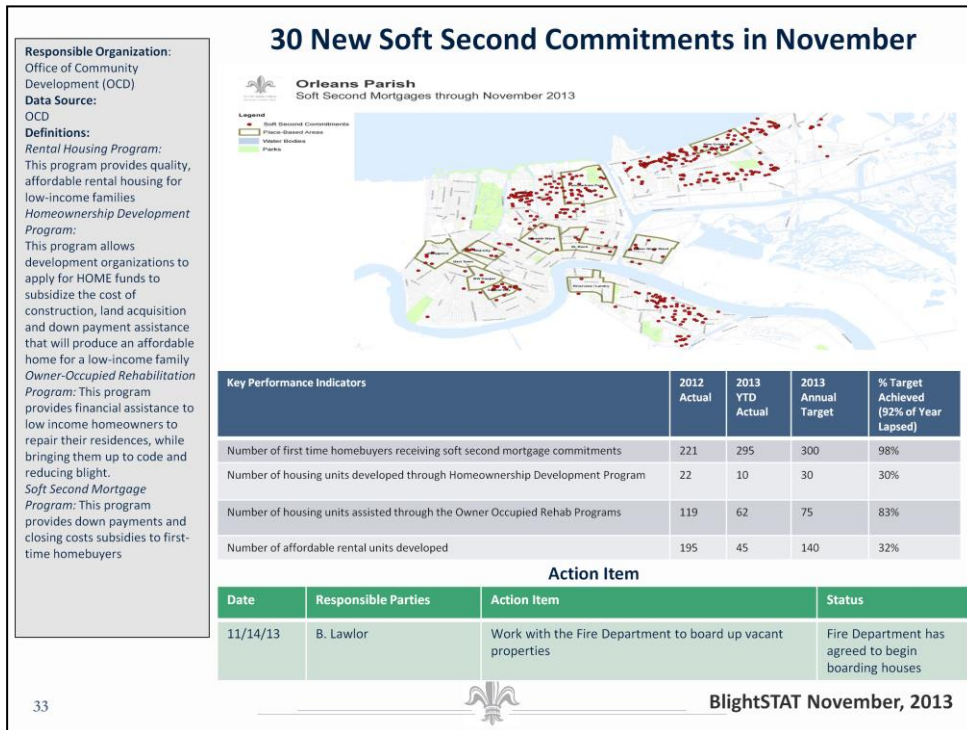 30 New Soft Second Commitments in November
Responsible Organization:
Office of Community
Development (OCD)
Data Source:
OCD
Definitions:
Rental Housing Program:
This program provides quality,
affordable rental housing for
low-income families
Homeownership Development
Program:
This program allows
development organizations to
apply for HOME funds to
subsidize the cost of
construction, land acquisition
and down payment assistance
that will produce an affordable
home for a low-income family
Owner-Occupied Rehabilitation
Program: This program
provides financial assistance to
low income homeowners to
repair their residences, while
bringing them up to code and
reducing blight.
Soft Second Mortgage
Program: This program
provides down payments and
closing costs subsidies to first-
time homebuyers
Orleans Parish
Soft Second Mortgages through November 2013
Legend
Soft Second Commitments
Place-Based Areas
Water Bodies
Parks
Key Performance Indicators
2012
Actual
2013
YTD
Actual
2013
Annual
Target
% Target
Achieved
(92% of Year
Lapsed)
Number of first time homebuyers receiving soft second mortgage commitments 221 295 300 98%
Number of housing units developed through Homeownership Development Program 22 10 30 30%
Number of housing units assisted through the Owner Occupied Rehab Programs 119 62 75 83%
Number of affordable rental units developed 195 45 140 32%
Action Item
Date Responsible Parties Action Item Status
11/14/13
B. Lawlor
Work with the Fire Department to board up vacant
properties
Fire Department has
agreed to begin
boarding houses
33
BlightSTAT November, 2013